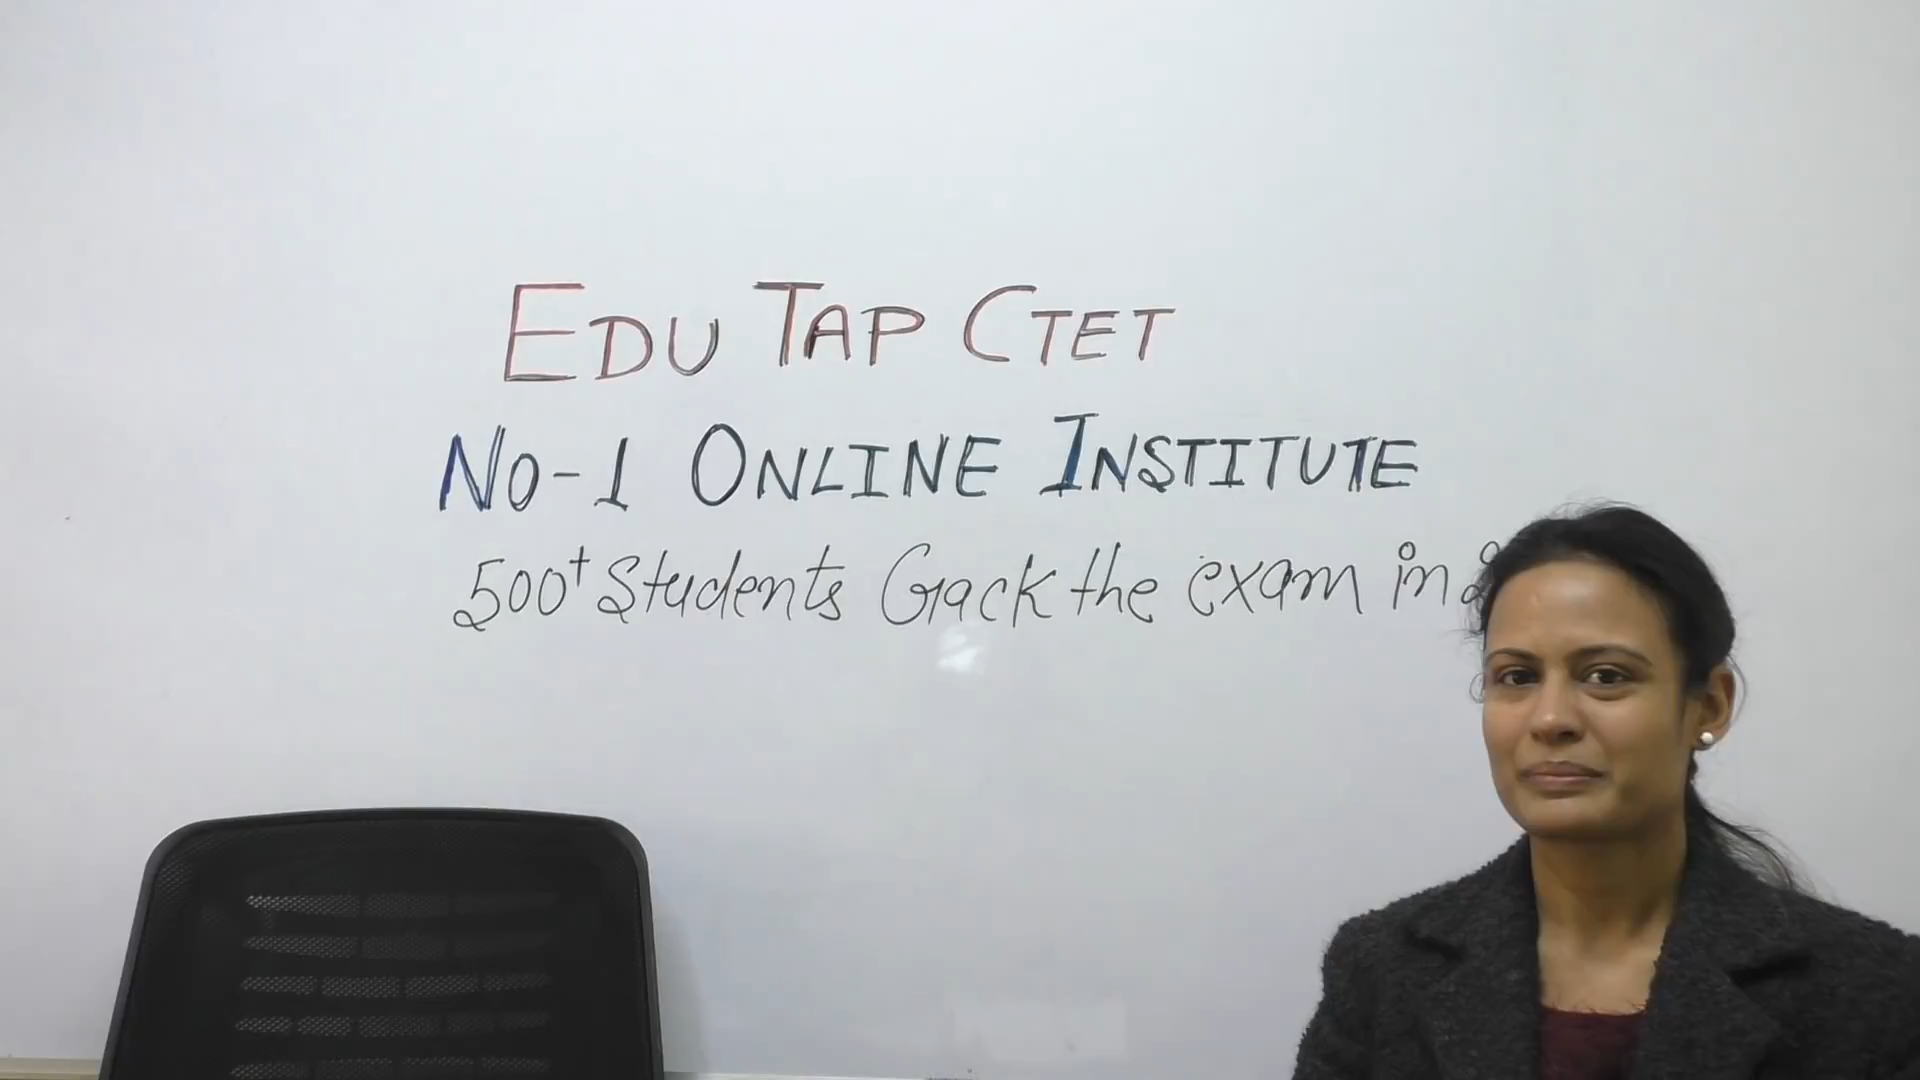 EDU TAP CTET
NO-1 ONLINE INSTITUTE
500+ Students Crack the exam in